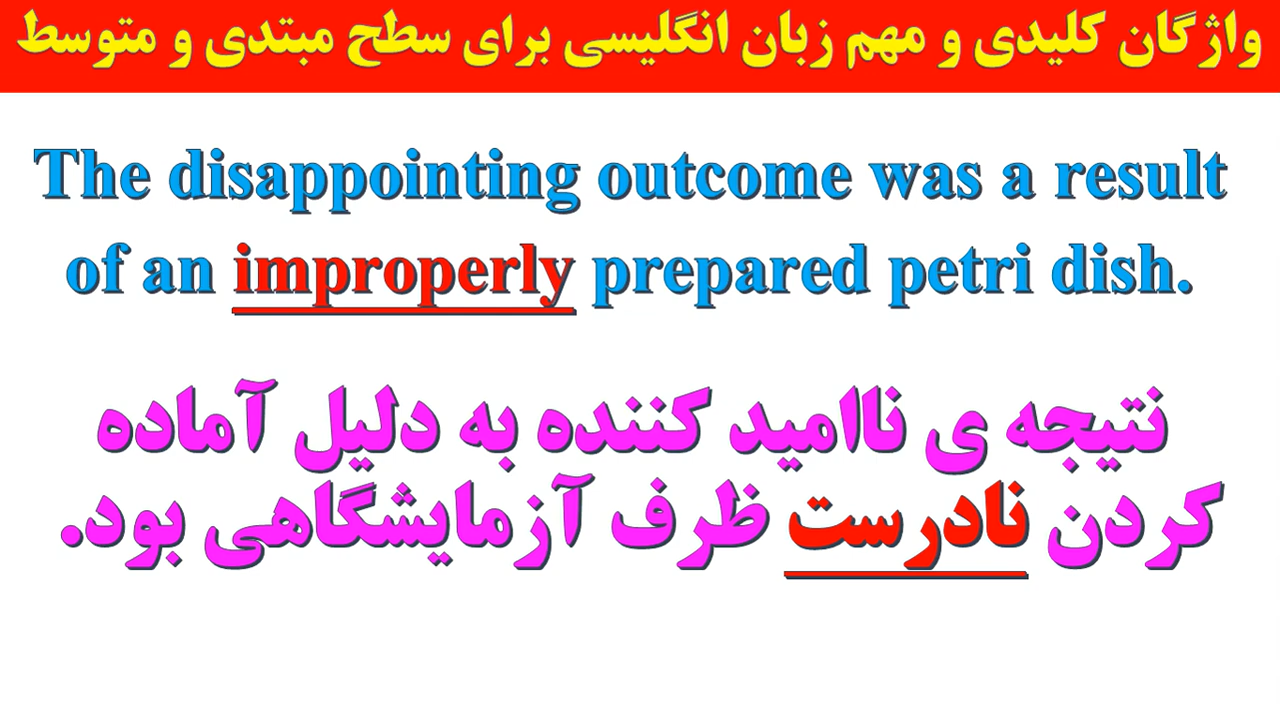 واژگان کلیدی و مهم زبان انگلیسی برای سطح مبتدی و متوسط
The disappointing outcome was a result
of an improperly prepared petri dish.
نتیجه ی ناامید کننده به دلیل آماده
کردن نادرست ظرف آزمایشگاهی بود.